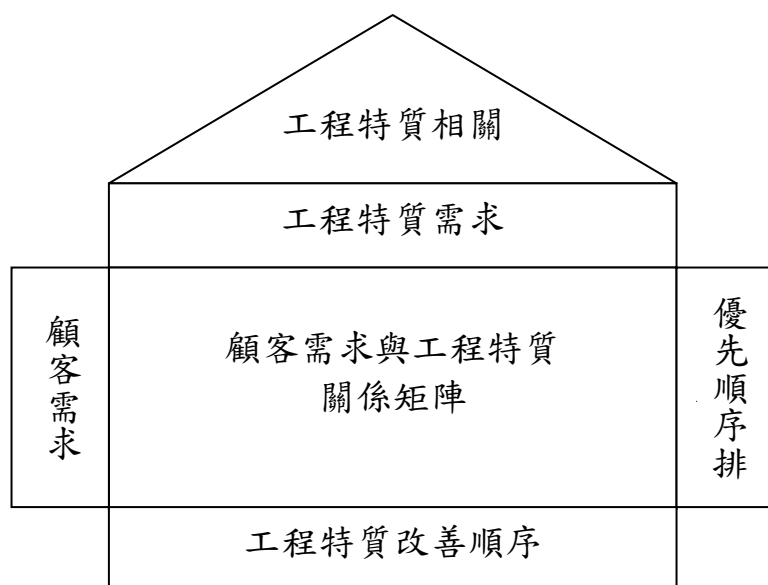 工程特質相關
工程特質需求
顧客需求
顧客需求與工程特質
關係矩陣
優先順序排
工程特質改善順序